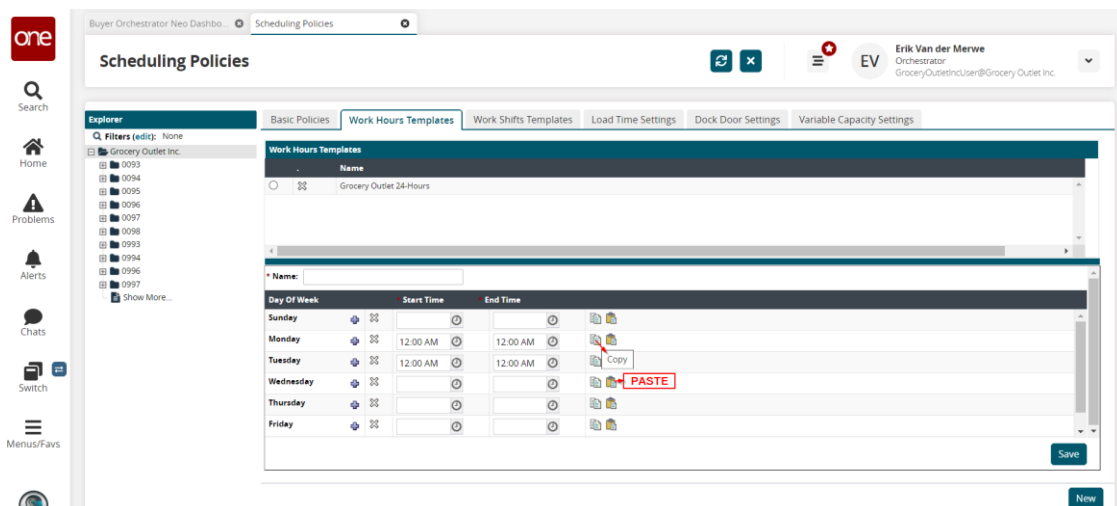 one
Buyer Orchestrator Neo Dashbo...
Scheduling Policies
Scheduling Policies
EV
Erik Van der Merwe
Orchestrator
GroceryOutletIncUser@Grocery Outlet Inc.
Search
Home
Problems
Alerts
Chats
Switch
Menus/Favs
Explorer
Filters (edit): None
Grocery Outlet Inc.
0093
0094
0095
0096
0097
0098
0993
0994
0996
0997
Show More...
Basic Policies Work Hours Templates Work Shifts Templates Load Time Settings Dock Door Settings Variable Capacity Settings
Work Hours Templates
. Name
Grocery Outlet 24-Hours
* Name:
Day Of Week * Start Time * End Time
Sunday
Monday 12:00 AM 12:00 AM
Copy
Tuesday 12:00 AM 12:00 AM
Wednesday PASTE
Thursday
Friday
Save
New